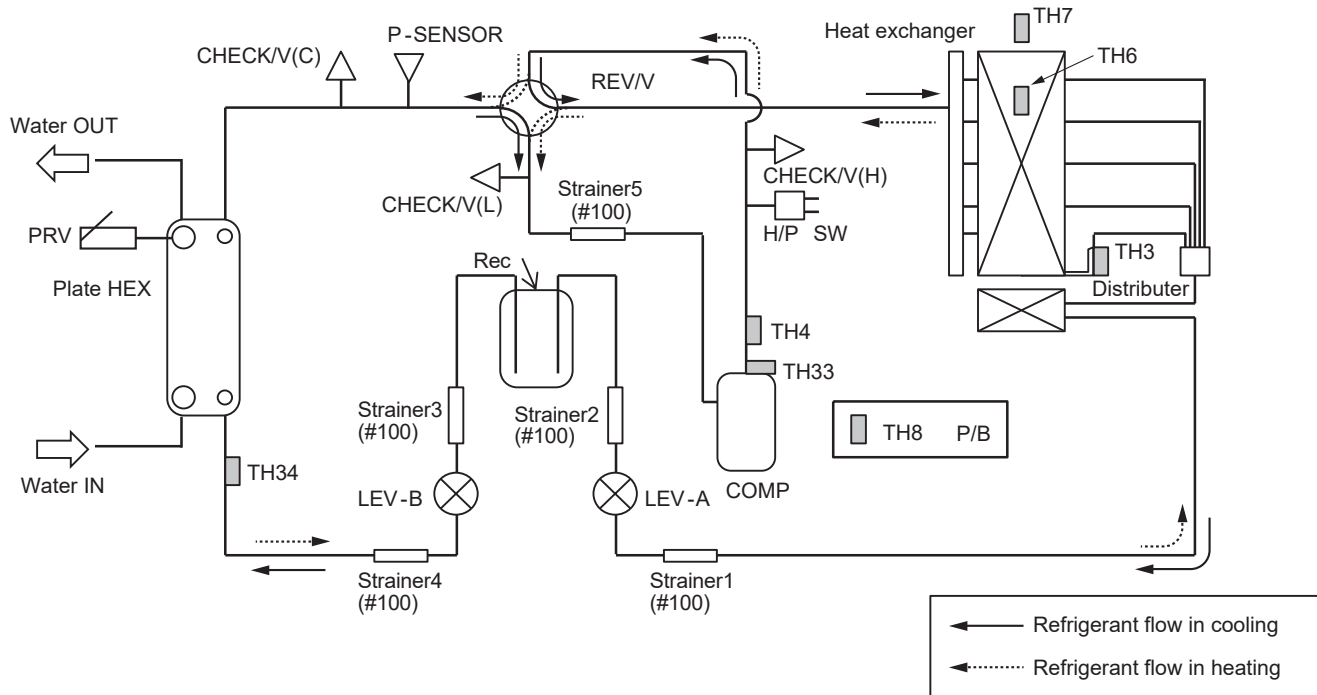 TH7
P-SENSOR
Heat exchanger
CHECK/V(C)
TH6
REV/V
Water OUT
CHECK/V(H)
CHECK/V(L)
Strainer5
(#100)
PRV
H/P SW
TH3
Rec
Plate HEX
Distributer
TH4
TH33
Strainer3
(#100)
Strainer2
(#100)
TH8 P/B
TH34
Water IN
LEV-B
LEV-A
COMP
Strainer4
(#100)
Strainer1
(#100)
Refrigerant flow in cooling
Refrigerant flow in heating